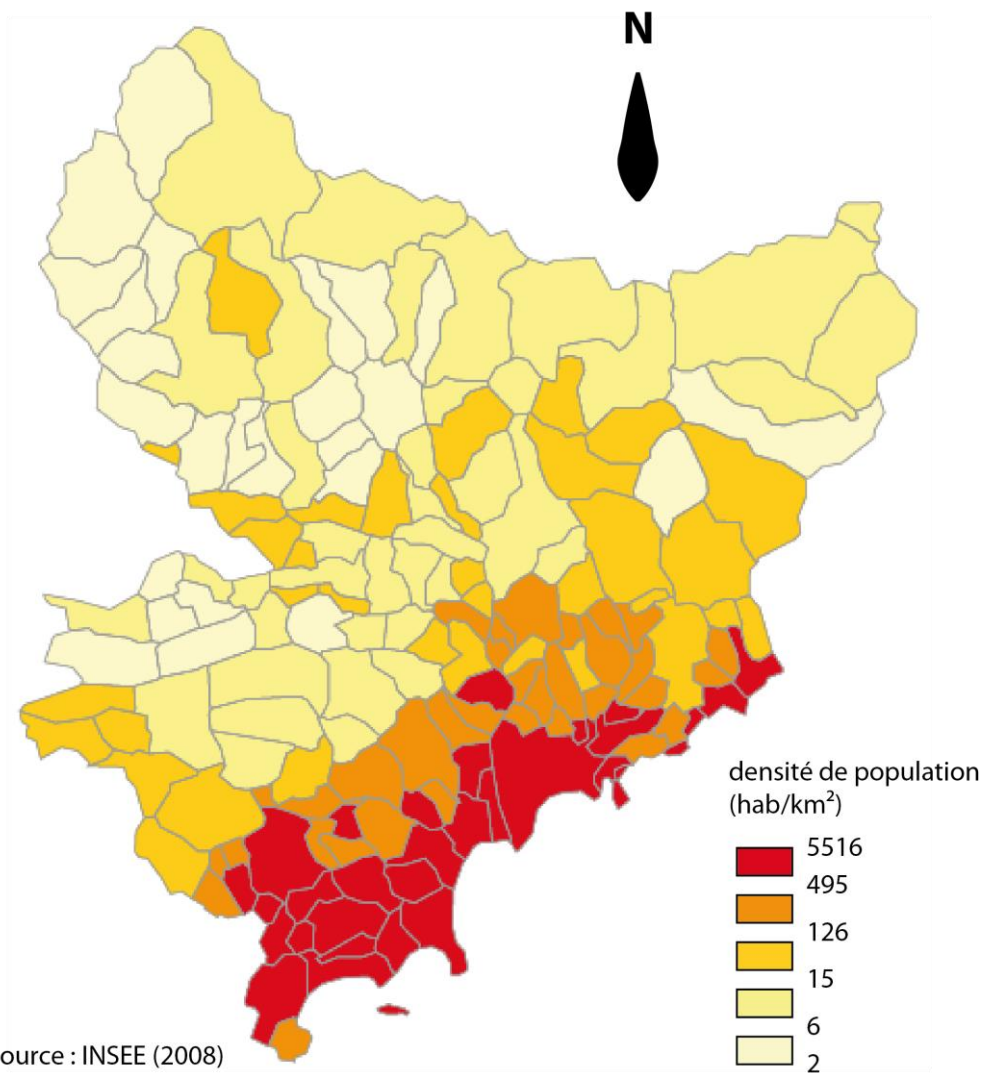 N
densité de population
(hab/km²)
5516
495
126
15
6
2
ource : INSEE (2008)